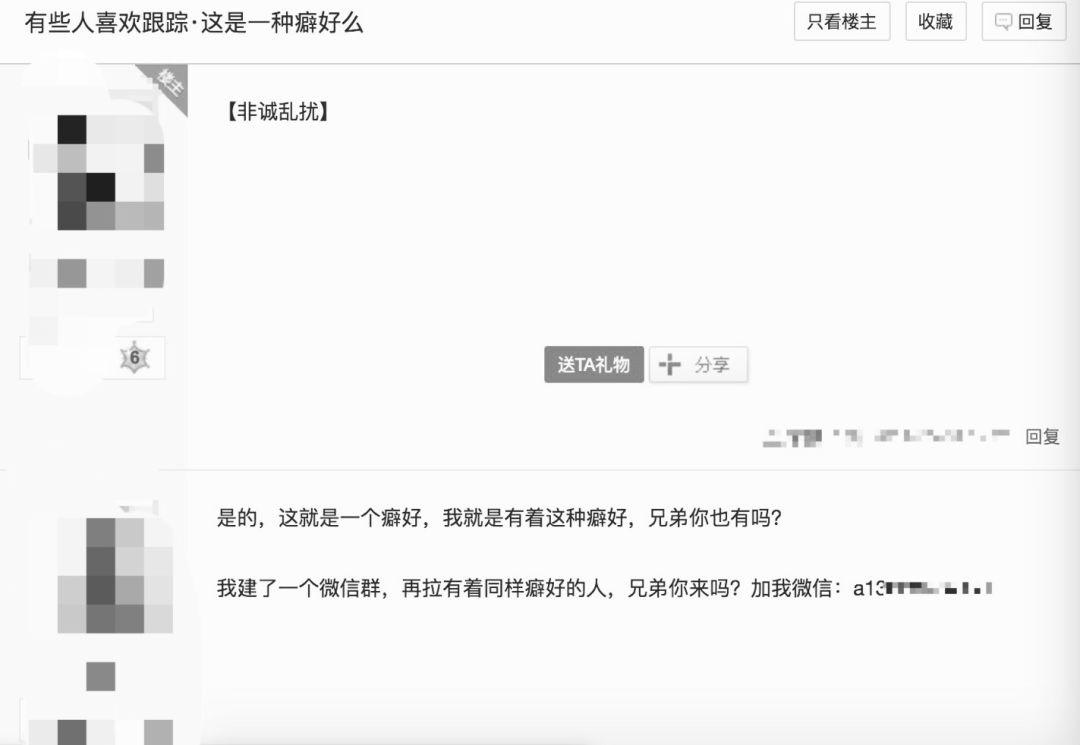 有些人喜欢跟踪·这是一种癖好么
只看楼主
收藏
回复
楼主
【非诚乱扰】
6
送TA礼物
分享
回复
是的，这就是一个癖好，我就是有着这种癖好，兄弟你也有吗？
我建了一个微信群，再拉有着同样癖好的人，兄弟你来吗？加我微信：a13